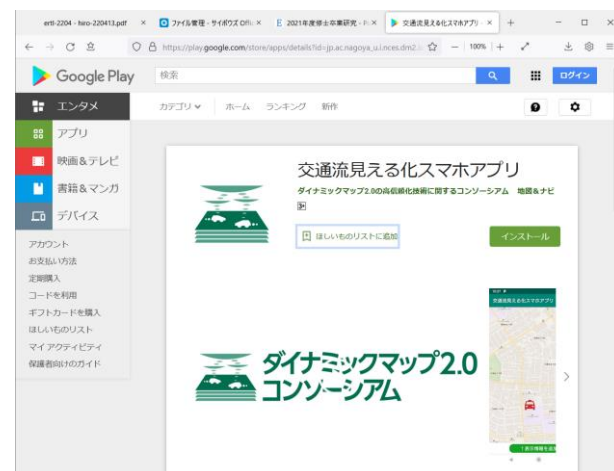 ertl-2204 - hiro-220413.pdf
ファイル管理 - サイボウズ Offic
2021年度修士卒業研究 -
交通流見える化スマホアプリ -
https://play.google.com/store/apps/details?id=jp.ac.nagoya_u.i.nces.dm2.
100%
Google Play
検索
ログイン
エンタメ
カテゴリ
ホーム
ランキング
新作
アプリ
映画&テレビ
書籍&マンガ
デバイス
アカウント
お支払い方法
定期購入
コードを利用
ギフトカードを購入
ほしいものリスト
マイ アクティビティ
保護者向けのガイド
交通流見える化スマホアプリ
ダイナミックマップ2.0の高信頼化技術に関するコンソーシアム 地図&ナビ
3+
ほしいものリストに追加
インストール
ダイナミックマップ2.0
コンソーシアム
交通流見える化スマホアプリ